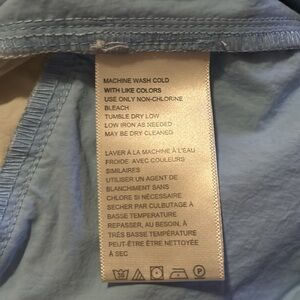 MACHINE WASH COLD
WITH LIKE COLORS
USE ONLY NON-CHLORINE
BLEACH
TUMBLE DRY LOW
LOW IRON AS NEEDED
MAY BE DRY CLEANED
LAVER À LA MACHINE À L'EAU
FROIDE, AVEC COULEURS
SIMILAIRES
UTILISER UN AGENT DE
BLANCHIMENT SANS
CHLORE SI NÉCESSAIRE
SECHER PAR CULBUTAGE À
BASSE TEMPÉRATURE
REPASSER, AU BESOIN, À
TRÈS BASSE TEMPÉRATURE
PEUT-ÊTRE ÊTRE NETTOYÉE
À SEC
P